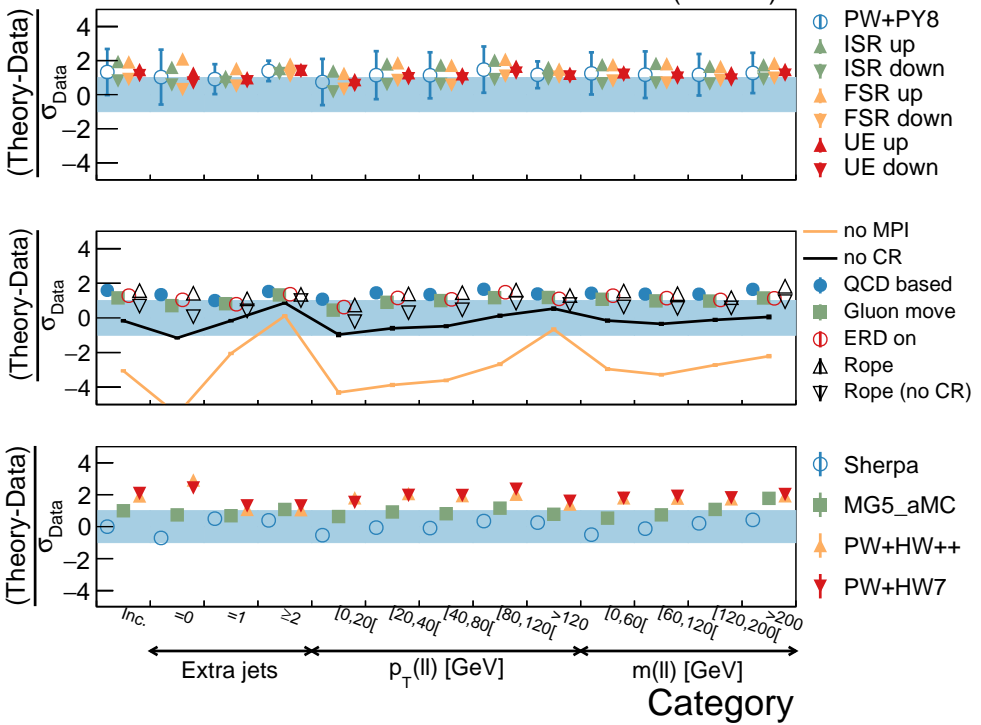 (Theory-Data)
σData
4
2
0
−2
−4
PW+PY8
ISR up
ISR down
FSR up
FSR down
UE up
UE down
(Theory-Data)
σData
4
2
0
−2
−4
no MPI
no CR
QCD based
Gluon move
ERD on
Rope
Rope (no CR)
(Theory-Data)
σData
4
2
0
−2
−4
Sherpa
MG5_aMC
PW+HW++
PW+HW7
Inc. =0 =1 ≥2 [0,20[ [20,40[ [40,80[ [80,120[ >120 [0,60[ [60,120[ [120,200[ >200
Extra jets pT(ll) [GeV] m(ll) [GeV]
Category